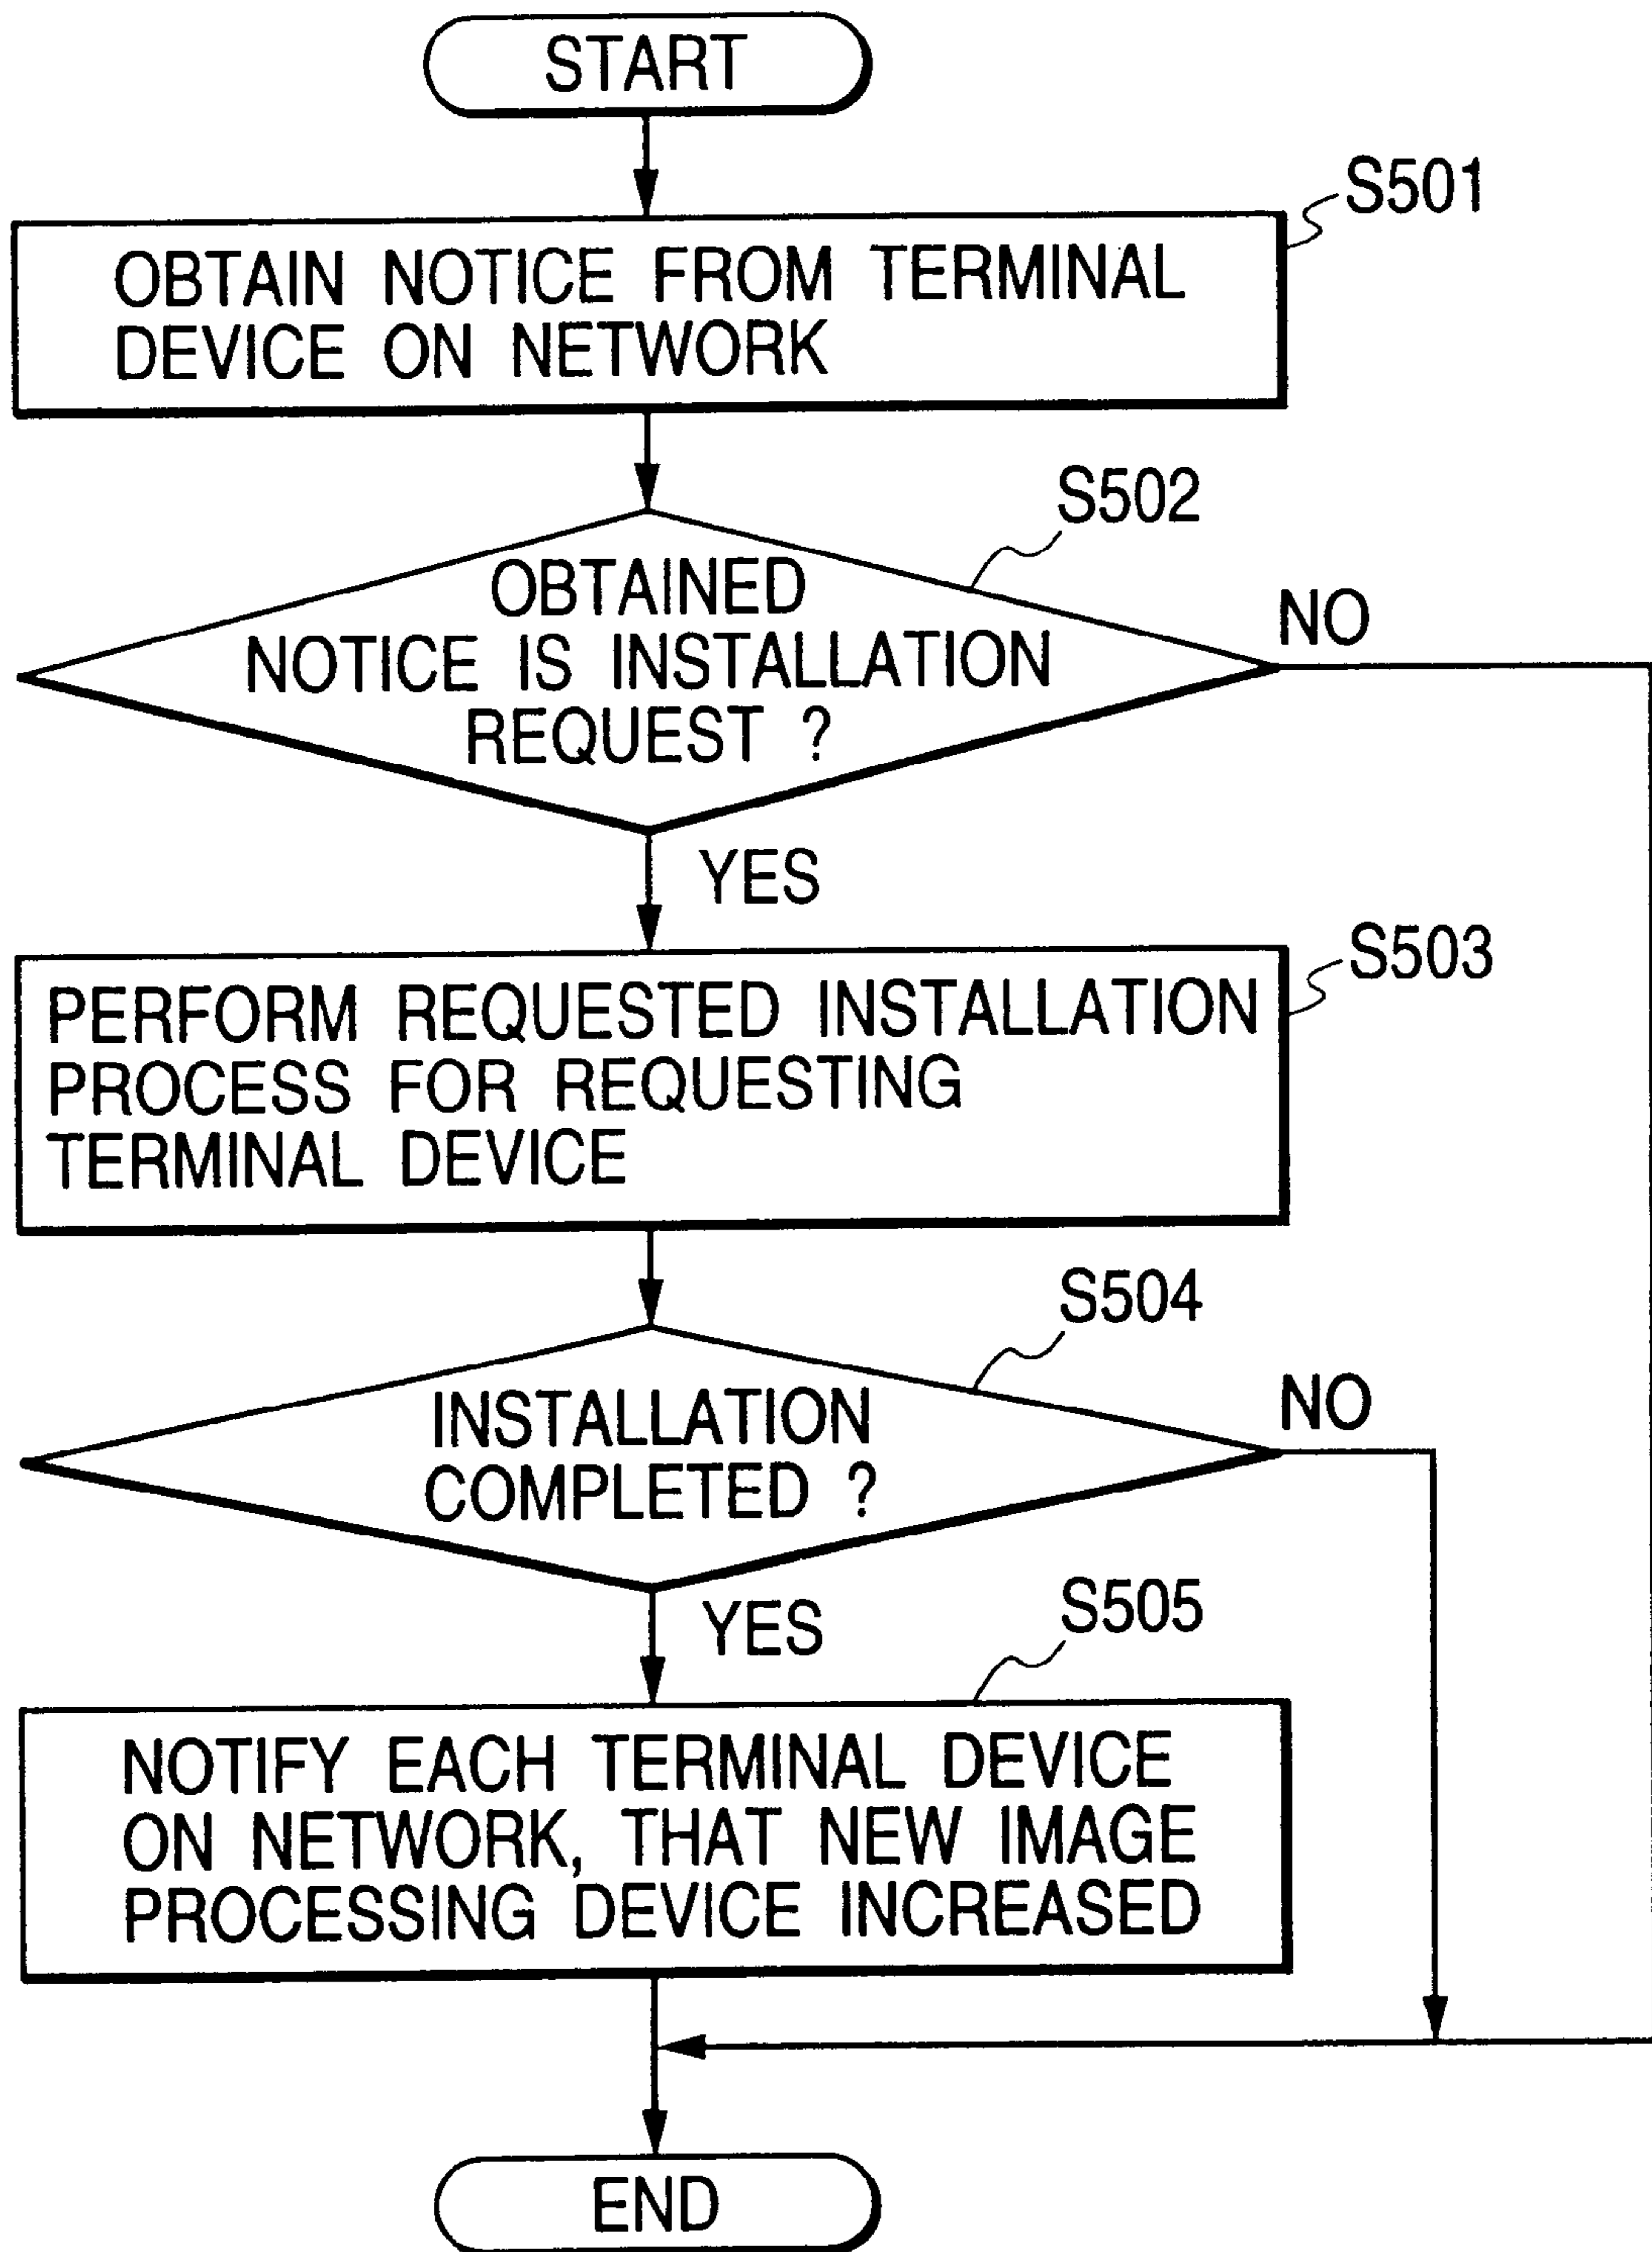 START
S501
OBTAIN NOTICE FROM TERMINAL
DEVICE ON NETWORK
S502
OBTAINED
NOTICE IS INSTALLATION
REQUEST ?
NO
YES
S503
PERFORM REQUESTED INSTALLATION
PROCESS FOR REQUESTING
TERMINAL DEVICE
S504
INSTALLATION
COMPLETED ?
NO
YES
S505
NOTIFY EACH TERMINAL DEVICE
ON NETWORK, THAT NEW IMAGE
PROCESSING DEVICE INCREASED
END